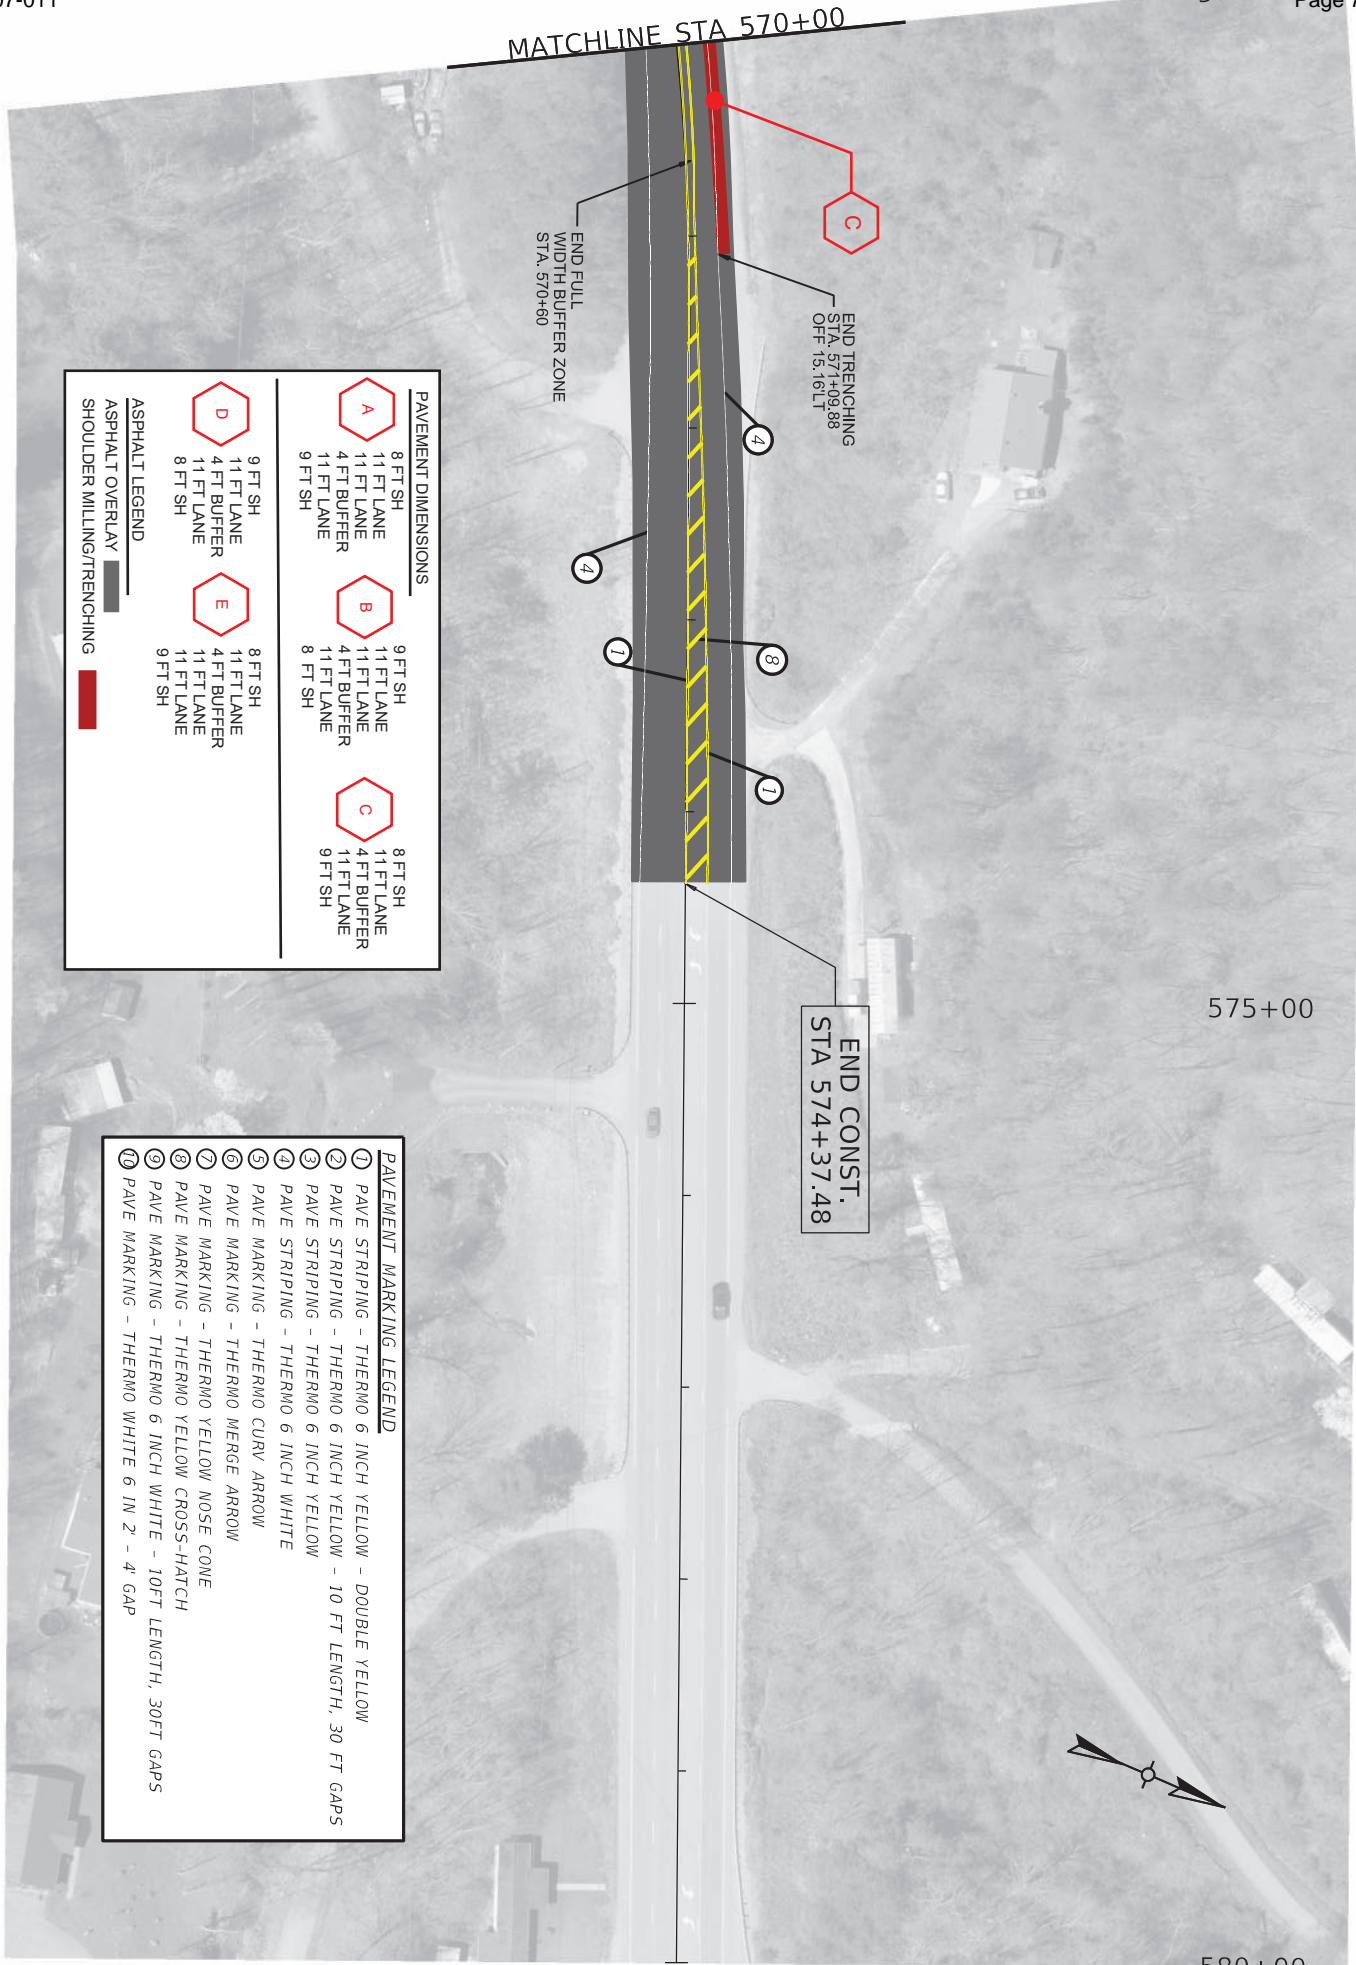 07-011
Page 7
MATCHLINE STA 570+00
C
END FULL
WIDTH BUFFER ZONE
STA. 570+60
END TRENCHING
STA. 571+09.88
OFF 15.16'LT
4
4
8
1
1
END CONST.
STA 574+37.48
575+00
580+00
PAVEMENT DIMENSIONS
A
8 FT SH
11 FT LANE
11 FT LANE
4 FT BUFFER
11 FT LANE
9 FT SH
B
9 FT SH
11 FT LANE
11 FT LANE
4 FT BUFFER
11 FT LANE
8 FT SH
C
8 FT SH
11 FT LANE
4 FT BUFFER
11 FT LANE
9 FT SH
D
9 FT SH
11 FT LANE
4 FT BUFFER
11 FT LANE
8 FT SH
E
8 FT SH
11 FT LANE
4 FT BUFFER
11 FT LANE
11 FT LANE
9 FT SH
ASPHALT LEGEND
ASPHALT OVERLAY
SHOULDER MILLING/TRENCHING
PAVEMENT MARKING LEGEND
1 PAVE STRIPING - THERMO 6 INCH YELLOW - DOUBLE YELLOW
2 PAVE STRIPING - THERMO 6 INCH YELLOW - 10 FT LENGTH, 30 FT GAPS
3 PAVE STRIPING - THERMO 6 INCH YELLOW
4 PAVE STRIPING - THERMO 6 INCH WHITE
5 PAVE MARKING - THERMO CURV ARROW
6 PAVE MARKING - THERMO MERGE ARROW
7 PAVE MARKING - THERMO YELLOW NOSE CONE
8 PAVE MARKING - THERMO YELLOW CROSS-HATCH
9 PAVE MARKING - THERMO 6 INCH WHITE - 10FT LENGTH, 30FT GAPS
10 PAVE MARKING - THERMO WHITE 6 IN 2' - 4' GAP